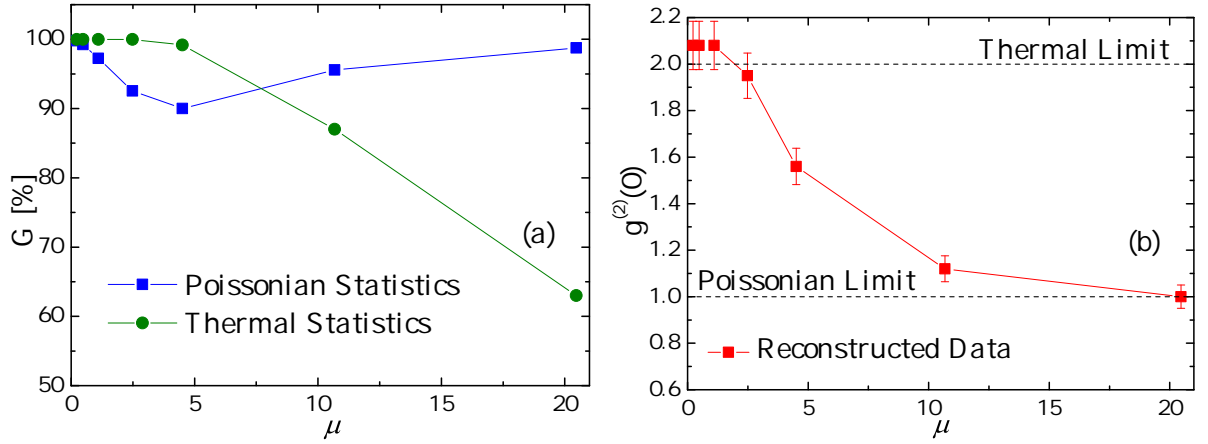 100
90
80
70
60
50
G [%]
0
5
10
15
20
μ
(a)
Poissonian Statistics
Thermal Statistics
2.2
2.0
1.8
1.6
1.4
1.2
1.0
0.8
0.6
g(2)(0)
0
5
10
15
20
μ
Thermal Limit
(b)
Poissonian Limit
Reconstructed Data